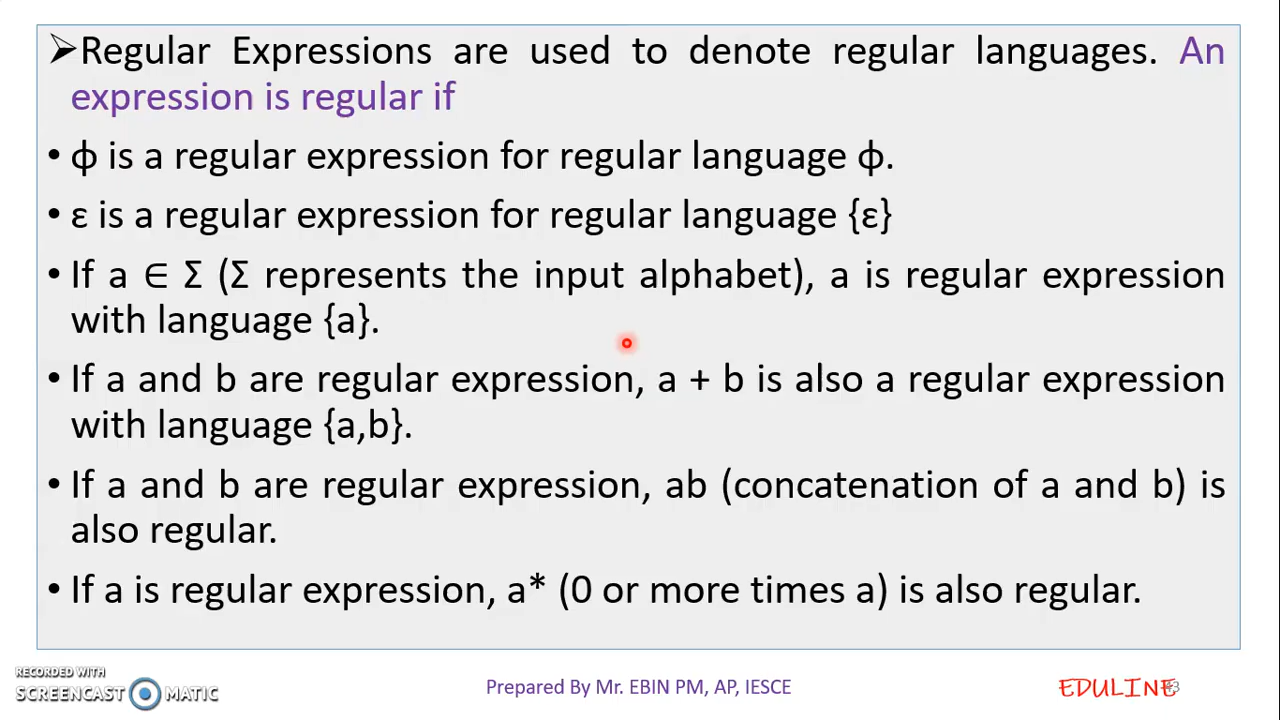 ➢Regular Expressions are used to denote regular languages. An
expression is regular if
• ϕ is a regular expression for regular language ϕ.
• ε is a regular expression for regular language {ε}
• If a ∈ Σ (Σ represents the input alphabet), a is regular expression
with language {a}.
• If a and b are regular expression, a + b is also a regular expression
with language {a,b}.
• If a and b are regular expression, ab (concatenation of a and b) is
also regular.
• If a is regular expression, a* (0 or more times a) is also regular.
RECORDED WITH
SCREENCAST MATIC
Prepared By Mr. EBIN PM, AP, IESCE
EDULINE